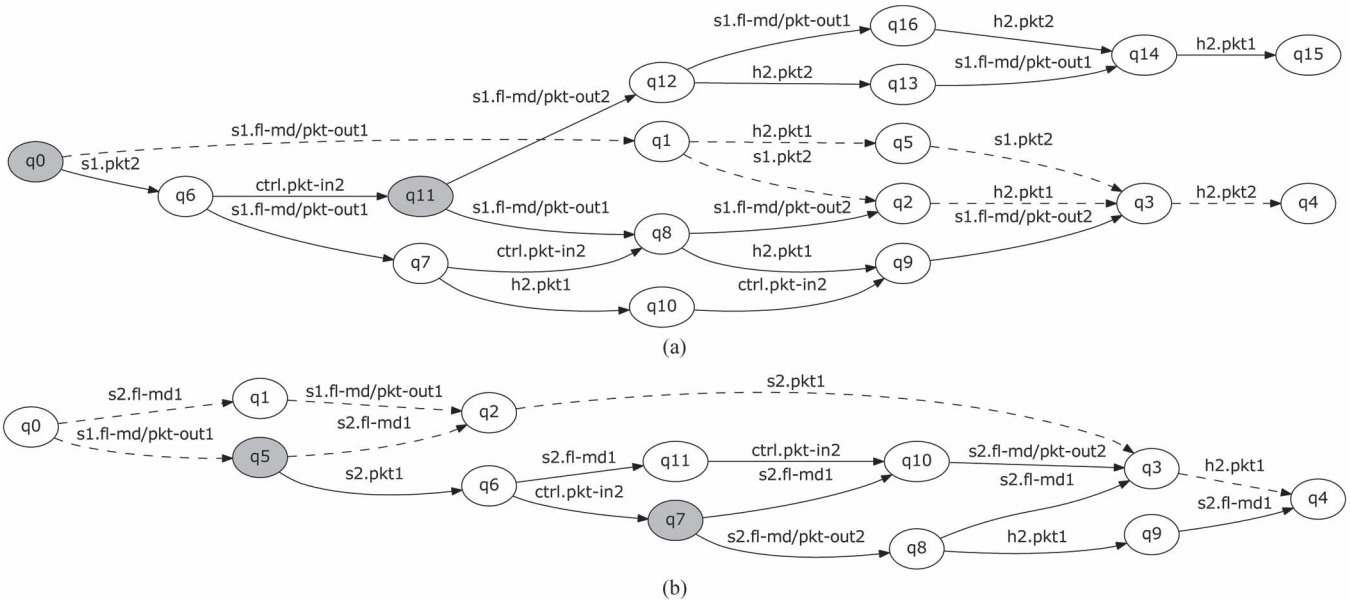 s1.fl-md/pkt-out1
q16
h2.pkt2
q12
h2.pkt2
q13
s1.fl-md/pkt-out1
q14
h2.pkt1
q15
s1.fl-md/pkt-out2
q0
s1.fl-md/pkt-out1
q1
h2.pkt1
s1.pkt2
q5
s1.pkt2
s1.pkt2
q6
ctrl.pkt-in2
s1.fl-md/pkt-out1
q11
s1.fl-md/pkt-out1
q8
s1.fl-md/pkt-out2
q2
h2.pkt1
s1.fl-md/pkt-out2
q3
h2.pkt2
q4
q7
ctrl.pkt-in2
h2.pkt1
h2.pkt1
q9
q10
ctrl.pkt-in2
(a)
q0
s2.fl-md1
s1.fl-md/pkt-out1
q1
s1.fl-md/pkt-out1
s2.fl-md1
q2
s2.pkt1
q5
s2.pkt1
q6
s2.fl-md1
ctrl.pkt-in2
q11
ctrl.pkt-in2
s2.fl-md1
q10
s2.fl-md/pkt-out2
s2.fl-md1
q3
h2.pkt1
s2.fl-md1
q4
q7
s2.fl-md/pkt-out2
q8
h2.pkt1
q9
(b)